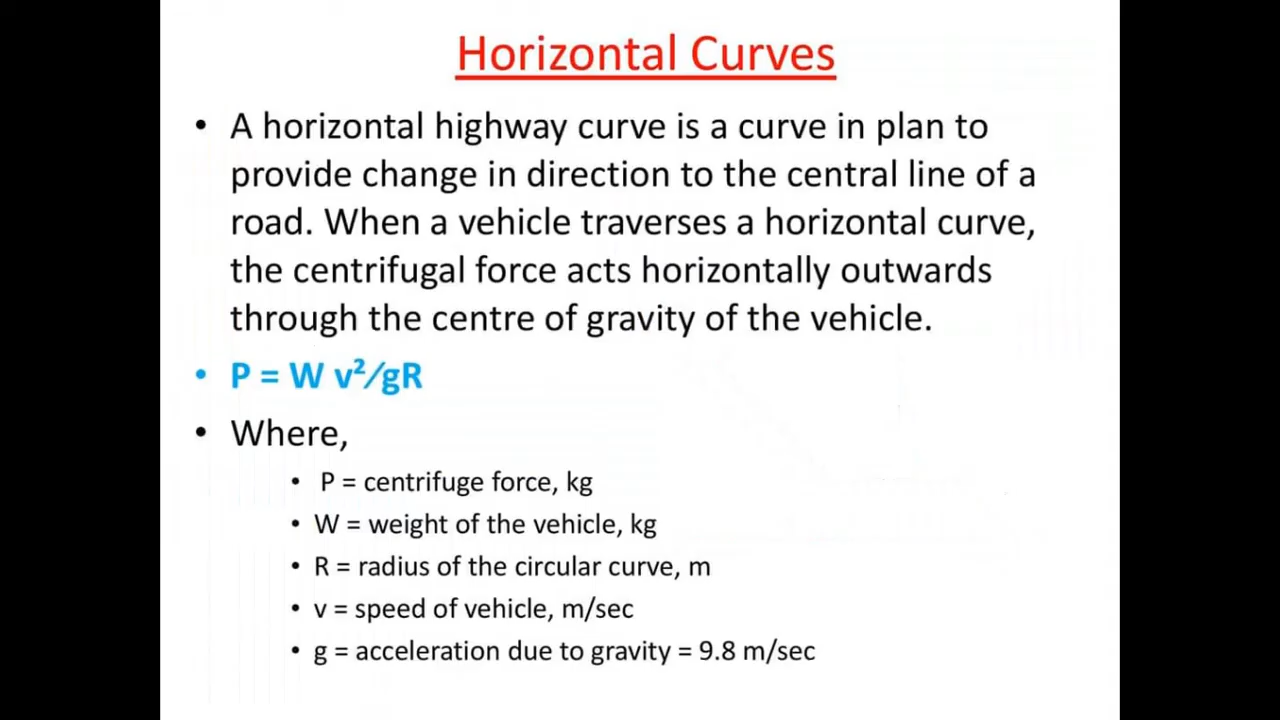 Horizontal Curves
• A horizontal highway curve is a curve in plan to
provide change in direction to the central line of a
road. When a vehicle traverses a horizontal curve,
the centrifugal force acts horizontally outwards
through the centre of gravity of the vehicle.
• P = W v²/gR
• Where,
• P = centrifuge force, kg
• W = weight of the vehicle, kg
• R = radius of the circular curve, m
• v = speed of vehicle, m/sec
• g = acceleration due to gravity = 9.8 m/sec